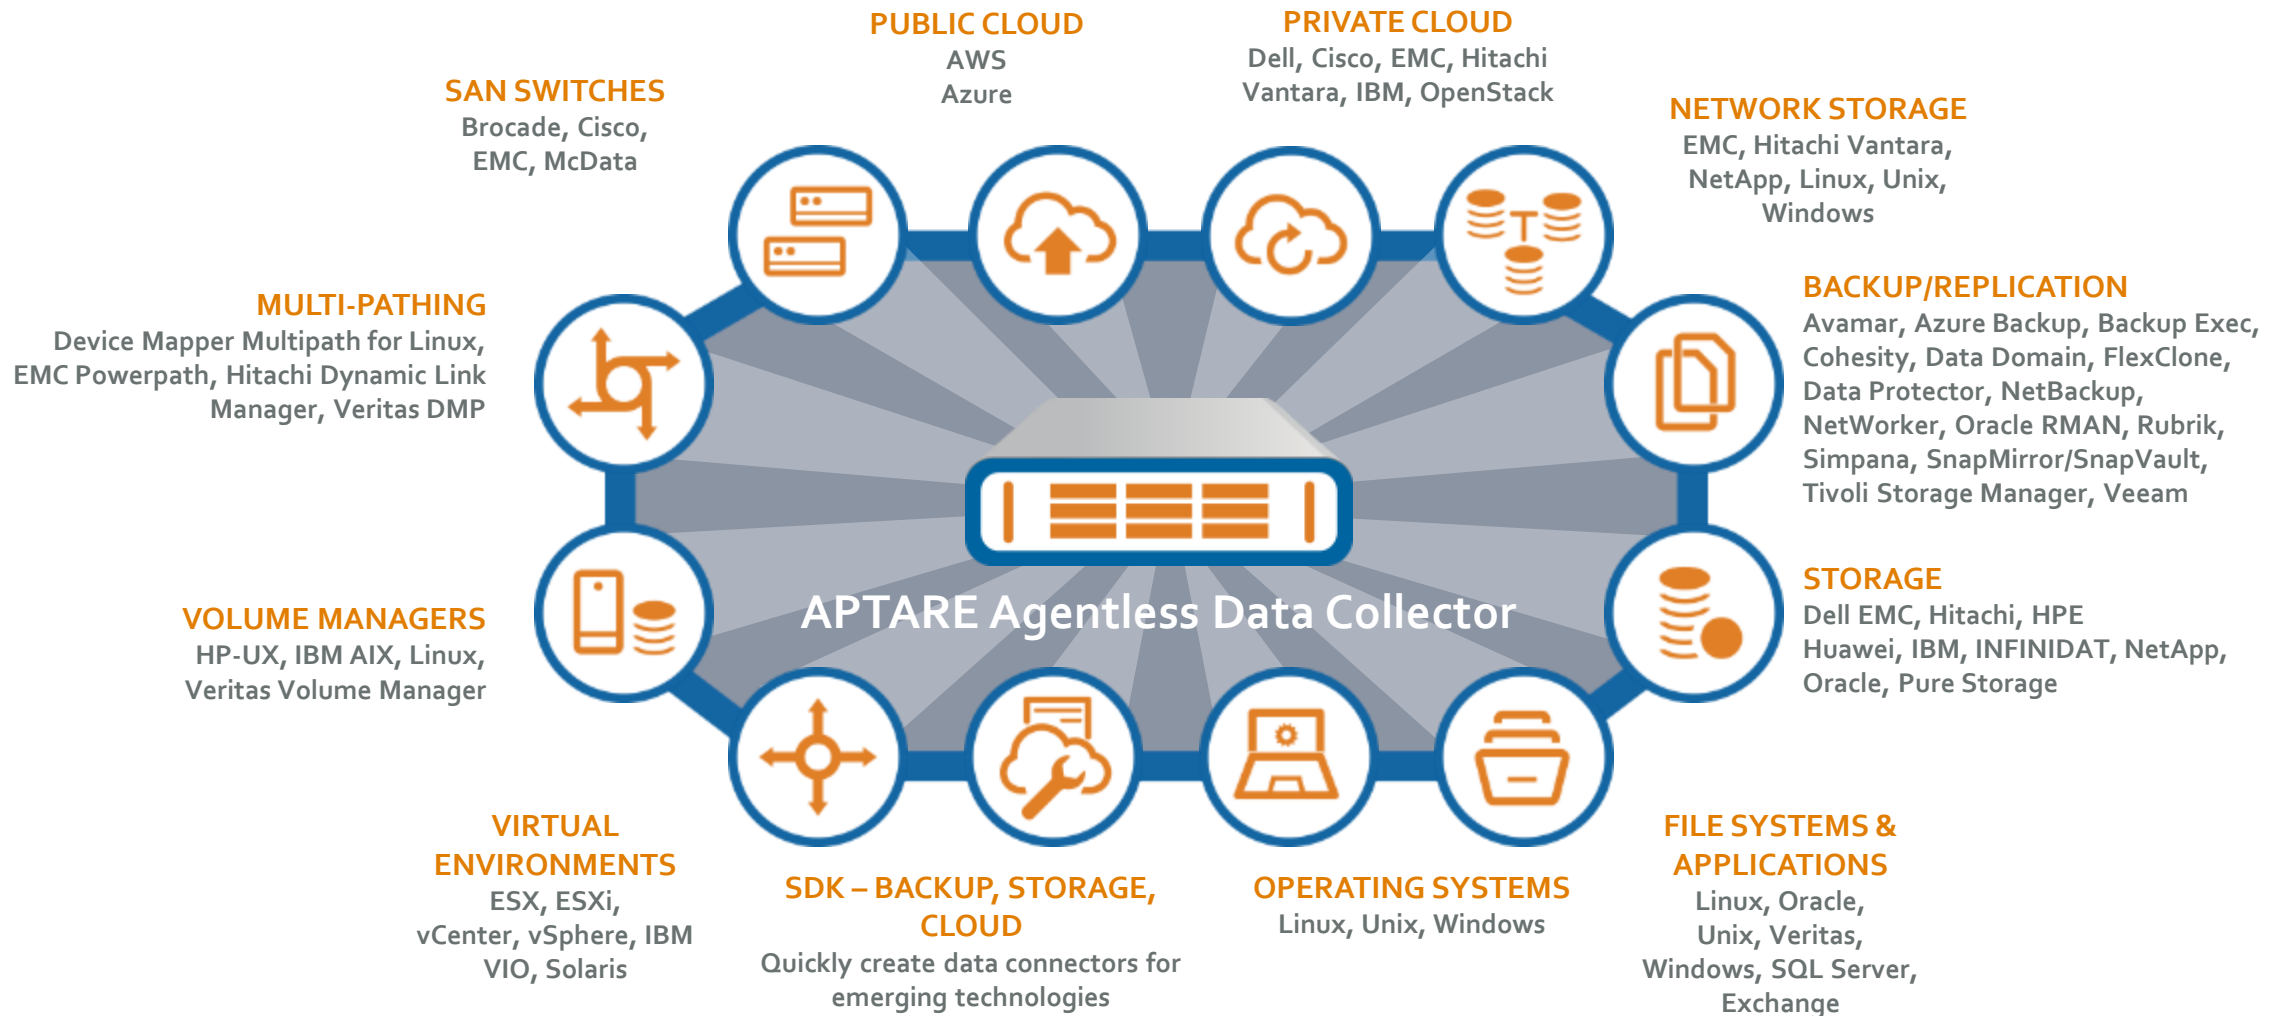 PUBLIC CLOUD
AWS
Azure
PRIVATE CLOUD
Dell, Cisco, EMC, Hitachi
Vantara, IBM, OpenStack
SAN SWITCHES
Brocade, Cisco,
EMC, McData
NETWORK STORAGE
EMC, Hitachi Vantara,
NetApp, Linux, Unix,
Windows
MULTI-PATHING
Device Mapper Multipath for Linux,
EMC Powerpath, Hitachi Dynamic Link
Manager, Veritas DMP
BACKUP/REPLICATION
Avamar, Azure Backup, Backup Exec,
Cohesity, Data Domain, FlexClone,
Data Protector, NetBackup,
NetWorker, Oracle RMAN, Rubrik,
Simpana, SnapMirror/SnapVault,
Tivoli Storage Manager, Veeam
APTARE Agentless Data Collector
VOLUME MANAGERS
HP-UX, IBM AIX, Linux,
Veritas Volume Manager
STORAGE
Dell EMC, Hitachi, HPE
Huawei, IBM, INFINIDAT, NetApp,
Oracle, Pure Storage
VIRTUAL
ENVIRONMENTS
ESX, ESXi,
vCenter, vSphere, IBM
VIO, Solaris
SDK – BACKUP, STORAGE,
CLOUD
Quickly create data connectors for
emerging technologies
OPERATING SYSTEMS
Linux, Unix, Windows
FILE SYSTEMS &
APPLICATIONS
Linux, Oracle,
Unix, Veritas,
Windows, SQL Server,
Exchange